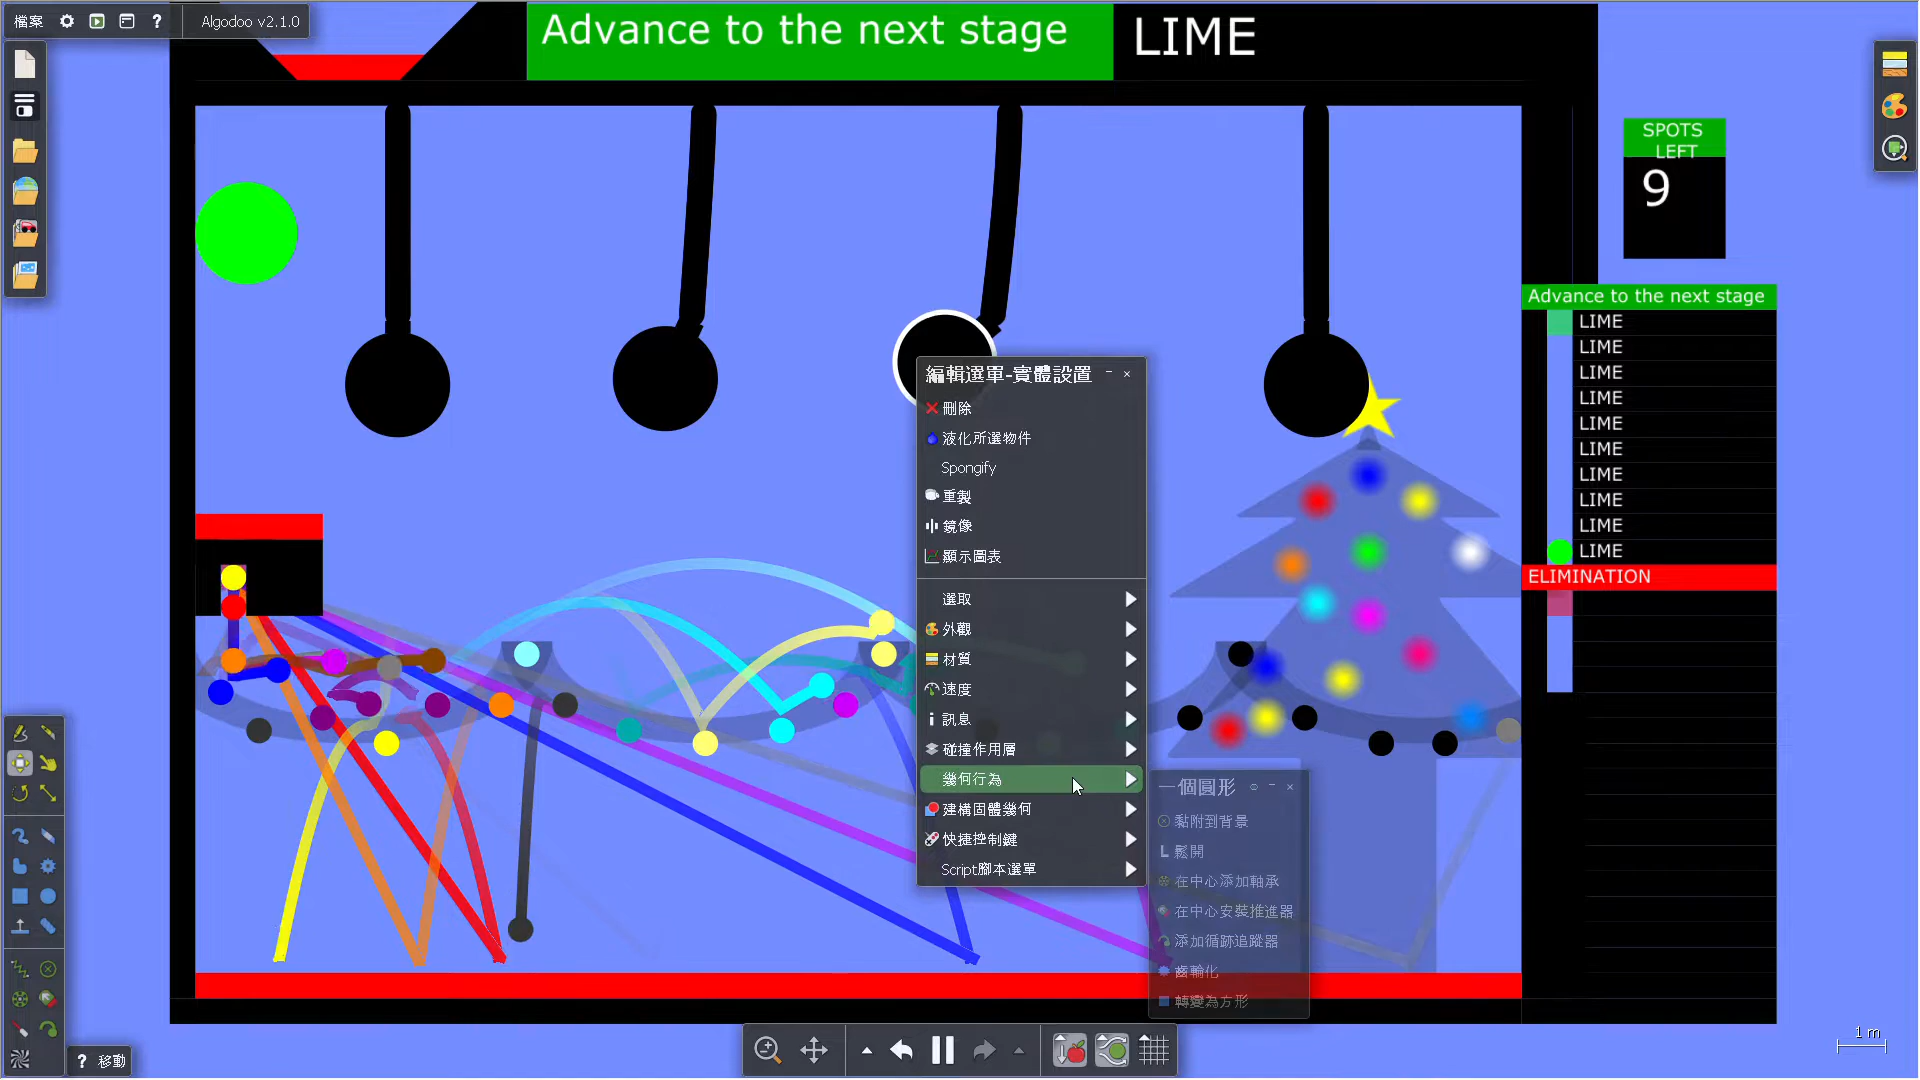 檔案
?
Algodoo v2.1.0
Advance to the next stage
LIME
SPOTS
LEFT
9
Advance to the next stage
LIME
LIME
LIME
LIME
LIME
LIME
LIME
LIME
LIME
LIME
ELIMINATION
編輯選單-實體設置
刪除
液化所選物件
Spongify
重製
鏡像
顯示圖表
選取
外觀
材質
速度
訊息
碰撞作用層
幾何行為
建構固體幾何
快捷控制鍵
Script腳本選單
一個圓形
黏附到背景
鬆開
在中心添加軸承
在中心安裝推進器
添加循跡追蹤器
齒輪化
轉變為方形
? 移動
1 m